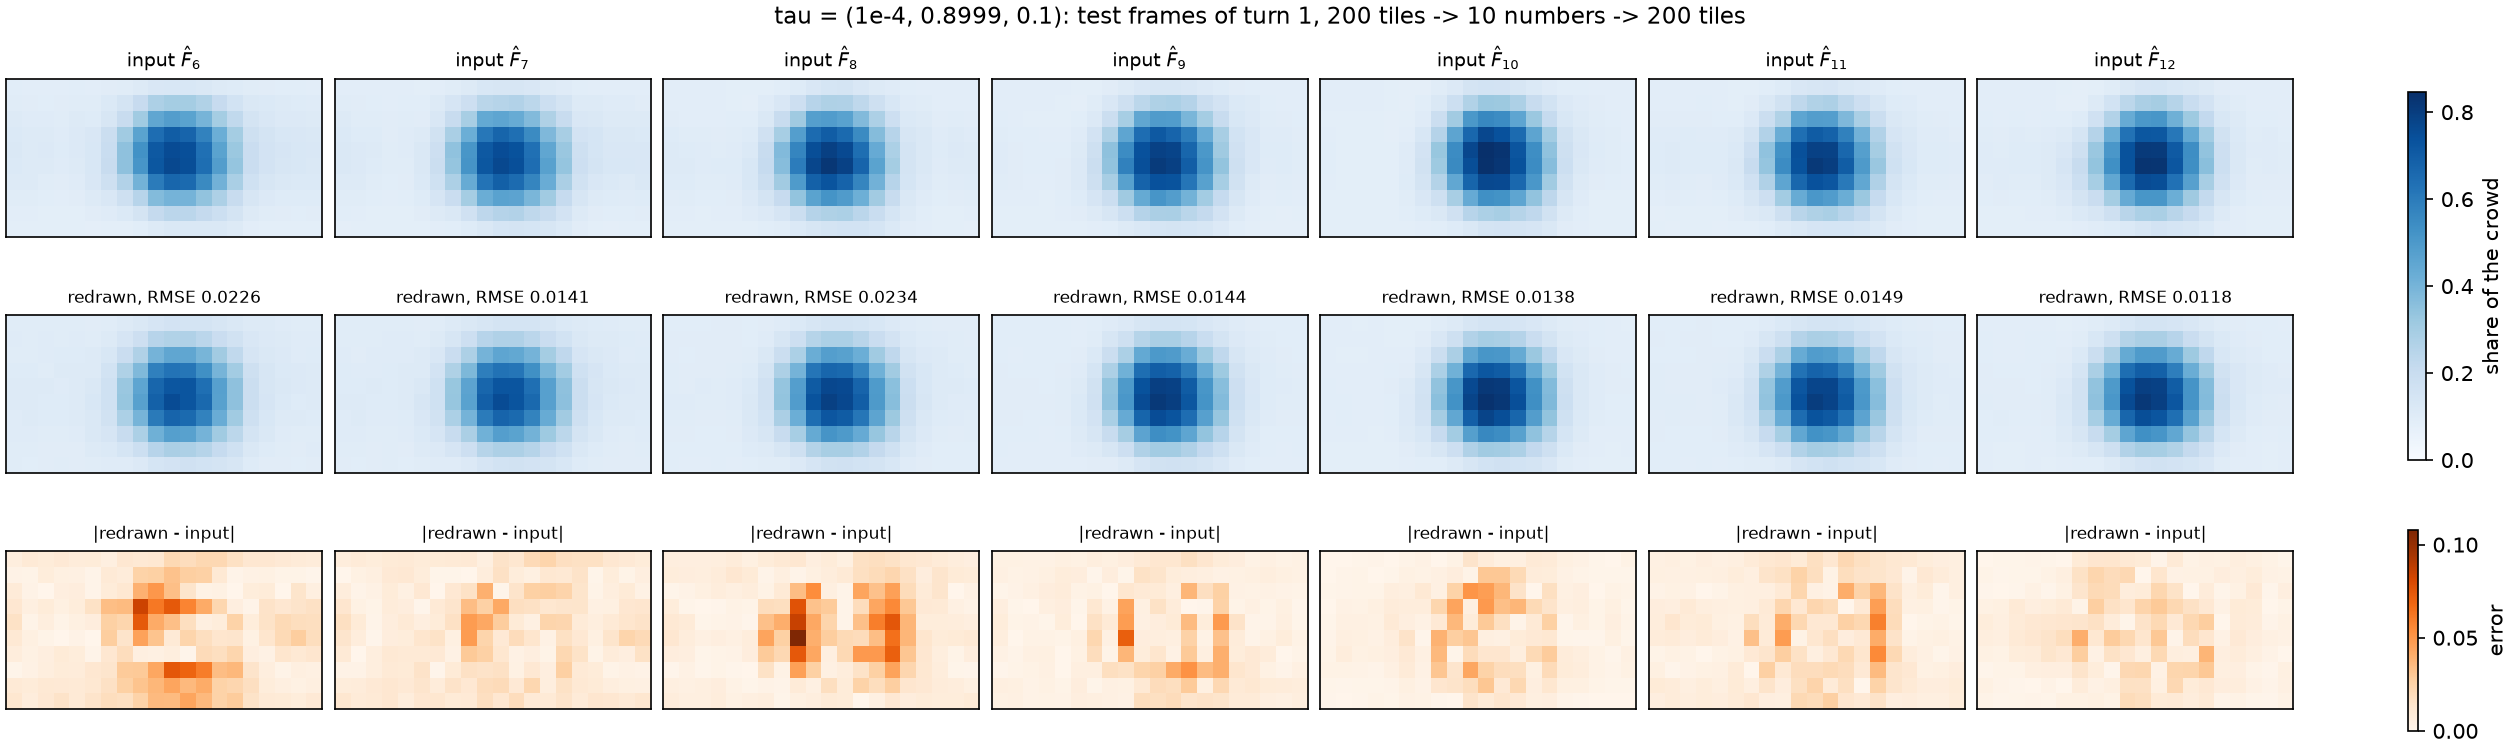 tau = (1e-4, 0.8999, 0.1): test frames of turn 1, 200 tiles -> 10 numbers -> 200 tiles
input F̂₆
input F̂₇
input F̂₈
input F̂₉
input F̂₁₀
input F̂₁₁
input F̂₁₂
redrawn, RMSE 0.0226
redrawn, RMSE 0.0141
redrawn, RMSE 0.0234
redrawn, RMSE 0.0144
redrawn, RMSE 0.0138
redrawn, RMSE 0.0149
redrawn, RMSE 0.0118
|redrawn - input|
|redrawn - input|
|redrawn - input|
|redrawn - input|
|redrawn - input|
|redrawn - input|
|redrawn - input|
0.8
0.6
0.4
0.2
0.0
share of the crowd
0.10
0.05
0.00
error